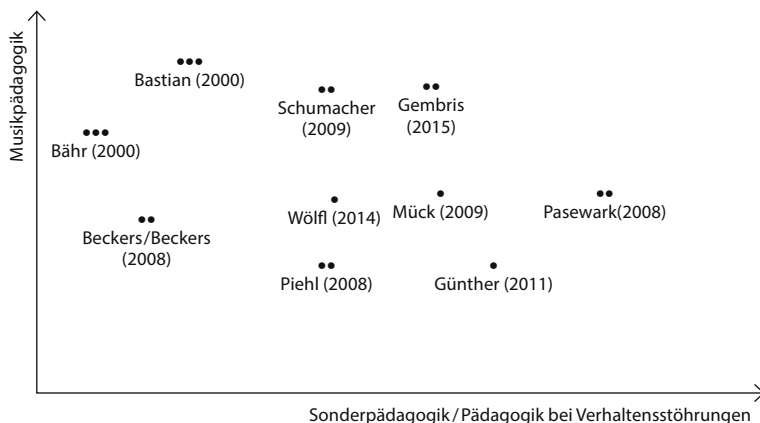 Musikpädagogik
Bastian (2000)
Schumacher
(2009)
Gembris
(2015)
Bähr (2000)
Wölfl (2014)
Mück (2009)
Pasewark(2008)
Beckers/Beckers
(2008)
Piehl (2008)
Günther (2011)
Sonderpädagogik / Pädagogik bei Verhaltensstöhrungen